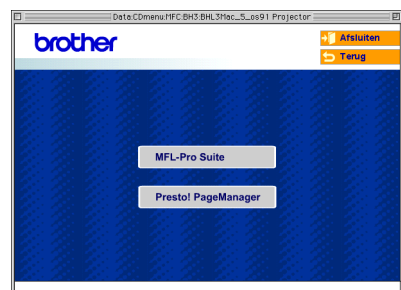 Data:CDmenu:MFC:BH3:BHL3Mac_5_os91 Projector
brother
Afsluiten
Terug
MFL-Pro Suite
Presto! PageManager